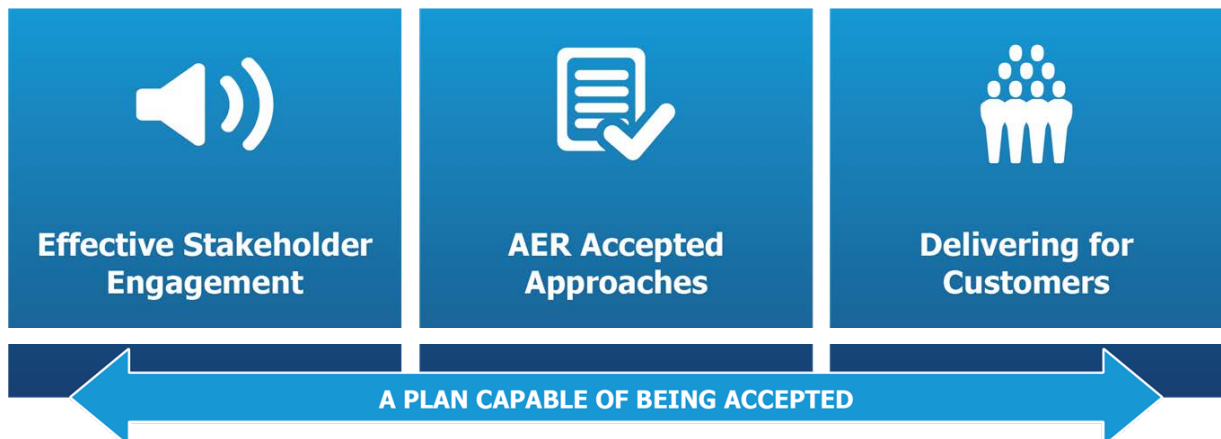 Effective Stakeholder
Engagement
AER Accepted
Approaches
Delivering for
Customers
A PLAN CAPABLE OF BEING ACCEPTED